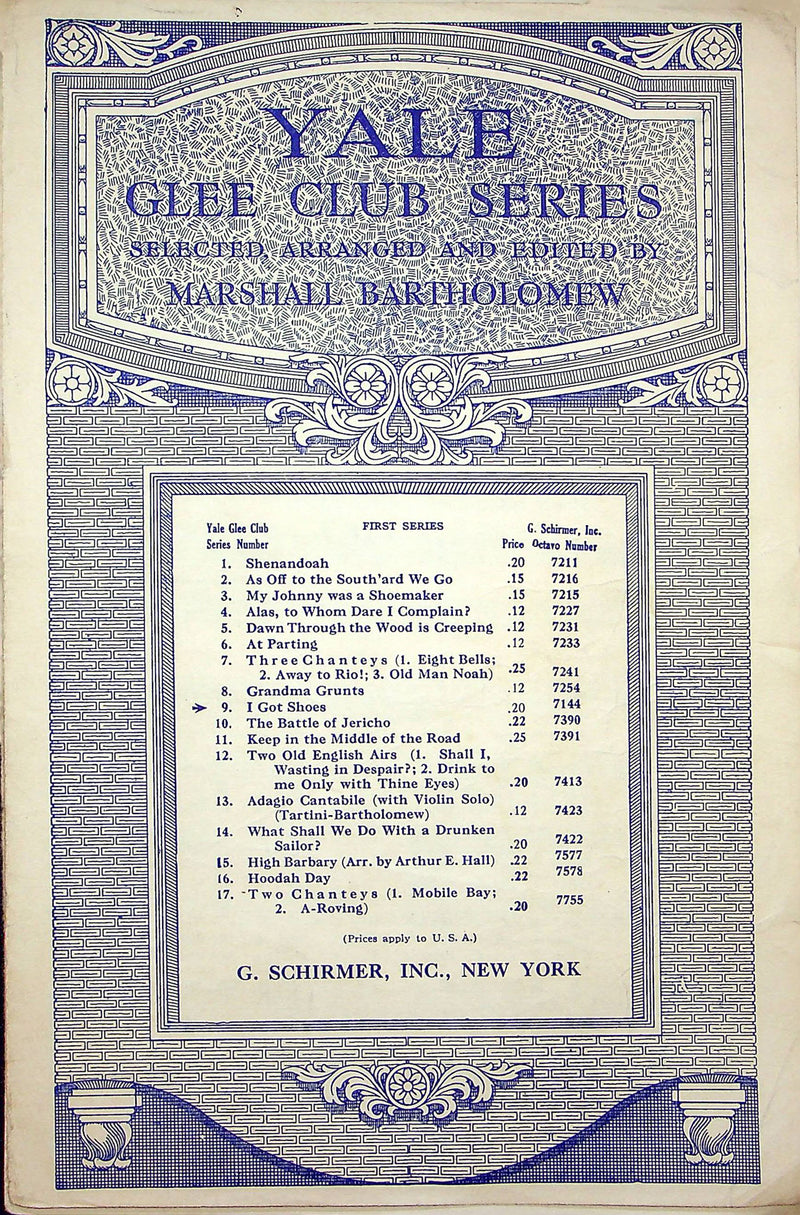 YALE
GLEE CLUB SERIES
SELECTED, ARRANGED AND EDITED BY
MARSHALL BARTHOLOMEW
Yale Glee Club FIRST SERIES G. Schirmer, Inc.
Series Number Price Octavo Number
1. Shenandoah .20 7211
2. As Off to the South'ard We Go .15 7216
3. My Johnny was a Shoemaker .15 7215
4. Alas, to Whom Dare I Complain? .12 7227
5. Dawn Through the Wood is Creeping .12 7231
6. At Parting .12 7233
7. Three Chanteys (1. Eight Bells;
2. Away to Rio!; 3. Old Man Noah) .25 7241
8. Grandma Grunts .12 7254
9. I Got Shoes .20 7144
10. The Battle of Jericho .22 7390
11. Keep in the Middle of the Road .25 7391
12. Two Old English Airs (1. Shall I,
Wasting in Despair?; 2. Drink to
me Only with Thine Eyes) .20 7413
13. Adagio Cantabile (with Violin Solo)
(Tartini-Bartholomew) .12 7423
14. What Shall We Do With a Drunken
Sailor? .20 7422
15. High Barbary (Arr. by Arthur E. Hall) .22 7577
16. Hoodah Day .22 7578
17. Two Chanteys (1. Mobile Bay;
2. A-Roving) .20 7755
(Prices apply to U. S. A.)
G. SCHIRMER, INC., NEW YORK